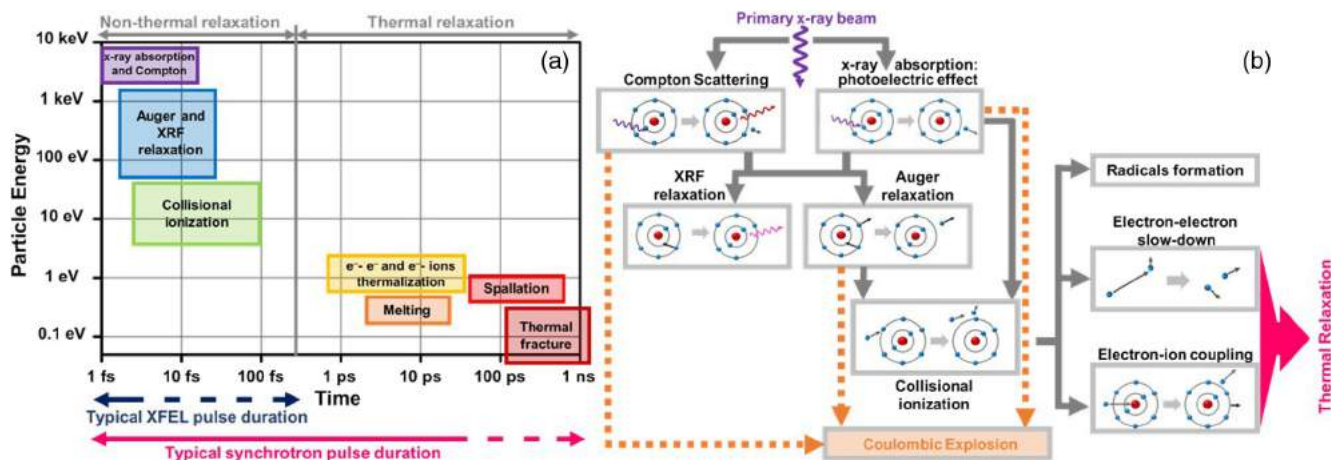 Non-thermal relaxation
Thermal relaxation
10 keV
1 keV
100 eV
10 eV
1 eV
0.1 eV
Particle Energy
(a)
x-ray absorption
and Compton
Auger and
XRF
relaxation
Collisional
ionization
e⁻- e⁻ and e⁻- ions
thermalization
Melting
Spallation
Thermal
fracture
1 fs
10 fs
100 fs
1 ps
10 ps
100 ps
1 ns
Time
Typical XFEL pulse duration
Typical synchrotron pulse duration
Primary x-ray beam
(b)
Compton Scattering
x-ray absorption:
photoelectric effect
XRF
relaxation
Auger
relaxation
Collisional
ionization
Coulombic Explosion
Radicals formation
Electron-electron
slow-down
Electron-ion coupling
Thermal Relaxation